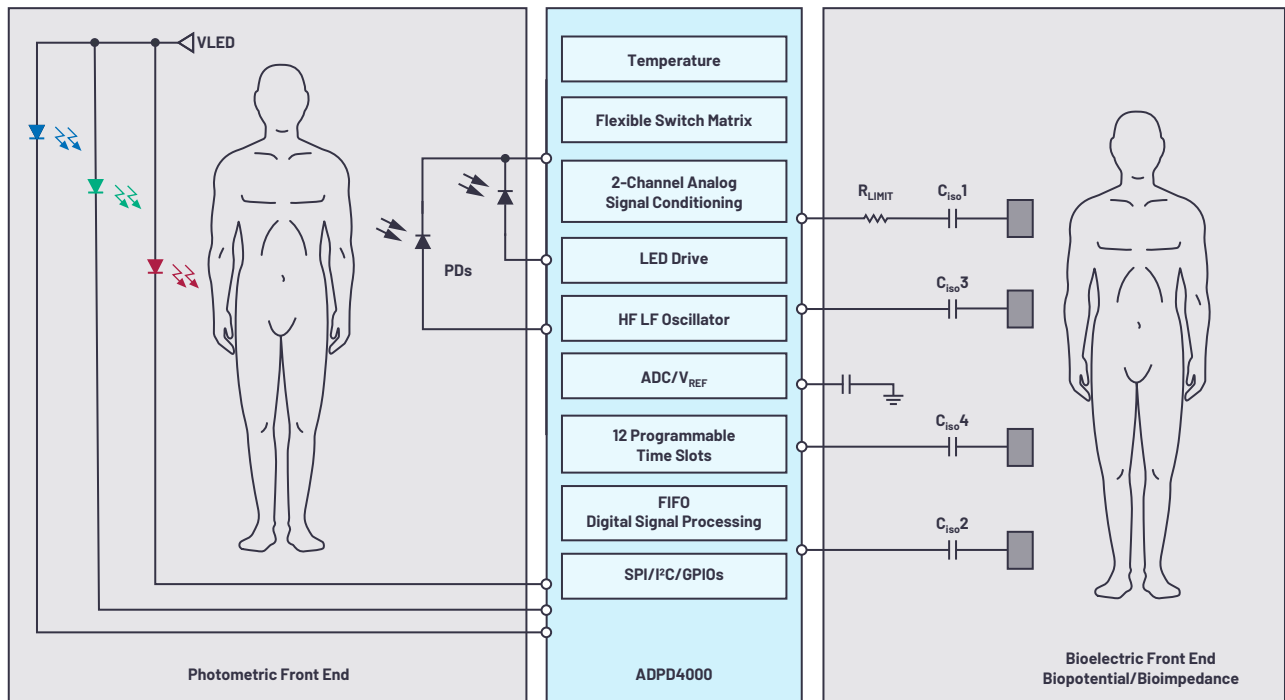 VLED
PDs
Photometric Front End
Temperature
Flexible Switch Matrix
2-Channel Analog
Signal Conditioning
LED Drive
HF LF Oscillator
ADC/VREF
12 Programmable
Time Slots
FIFO
Digital Signal Processing
SPI/I²C/GPIOs
ADPD4000
RLIMIT
Ciso1
Ciso3
Ciso4
Ciso2
Bioelectric Front End
Biopotential/Bioimpedance